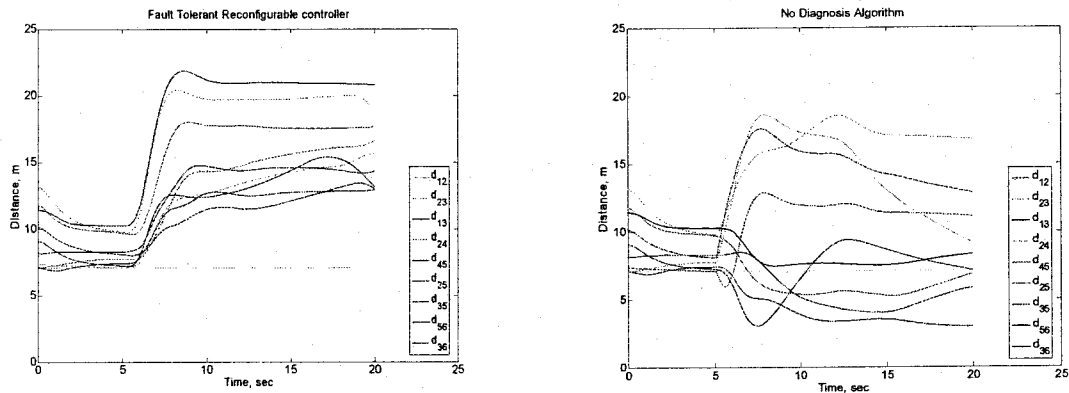 Fault Tolerant Reconfigurable controller
25
20
15
10
5
0
Distance, m
0 5 10 15 20 25
Time, sec
d12
d23
d13
d24
d45
d25
d35
d56
d36
No Diagnosis Algorithm
25
20
15
10
5
0
Distance, m
0 5 10 15 20 25
Time, sec
d12
d23
d13
d24
d45
d25
d35
d56
d36